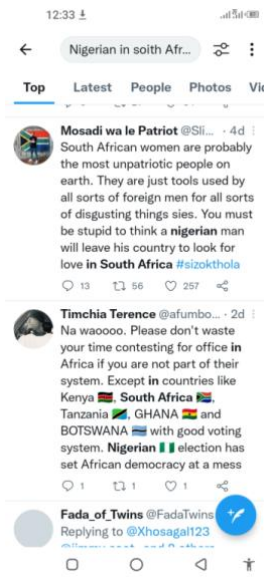 12:33
Nigerian in soith Afr...
Top Latest People Photos
Mosadi wa le Patriot @Sli... · 4d
South African women are probably
the most unpatriotic people on
earth. They are just tools used by
all sorts of foreign men for all sorts
of disgusting things sies. You must
be stupid to think a nigerian man
will leave his country to look for
love in South Africa #sizokthola
13 56 257
Timchia Terence @afumbo... · 2d
Na waoooo. Please don't waste
your time contesting for office in
Africa if you are not part of their
system. Except in countries like
Kenya 🇰🇪, South Africa 🇿🇦,
Tanzania 🇹🇿, GHANA 🇬🇭 and
BOTSWANA 🇧🇼 with good voting
system. Nigerian 🇳🇬 election has
set African democracy at a mess
1 1 1
Fada_of_Twins @FadaTwins
Replying to @Xhosagal123